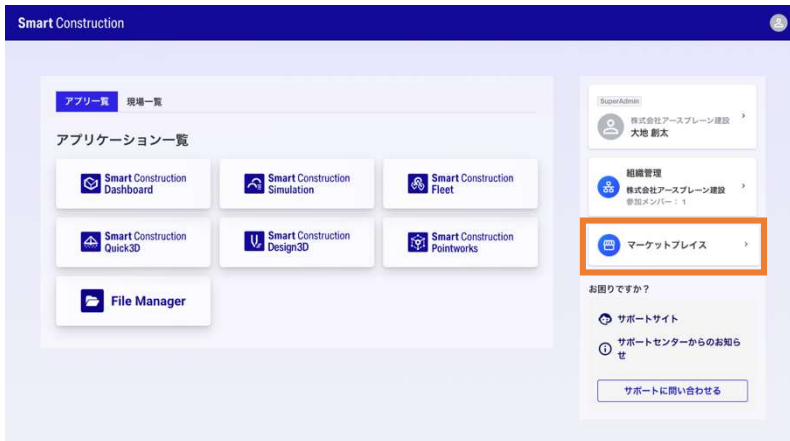 Smart Construction
アプリ一覧 現場一覧
アプリケーション一覧
Smart Construction
Dashboard
Smart Construction
Simulation
Smart Construction
Fleet
Smart Construction
Quick3D
Smart Construction
Design3D
Smart Construction
Pointworks
File Manager
SuperAdmin
株式会社アースブレーン建設
大地 創太
組織管理
株式会社アースブレーン建設
参加メンバー： 1
マーケットプレイス
お困りですか？
サポートサイト
サポートセンターからのお知ら
せ
サポートに問い合わせる